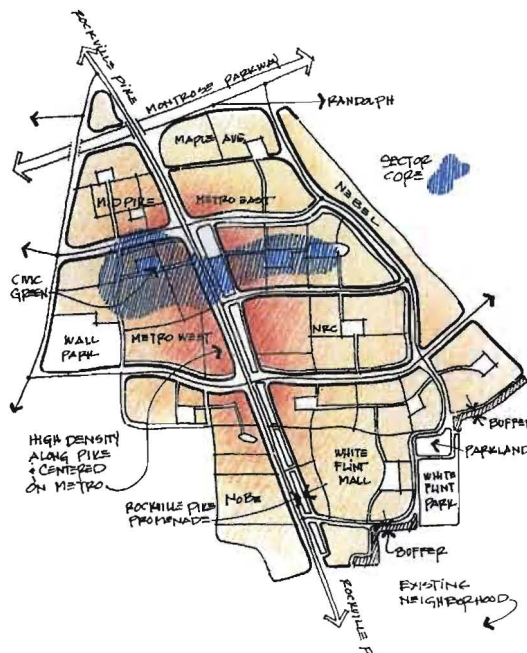 ROCKVILLE PIKE
MONTROSE PARKWAY
RANDOLPH
MAPLE AVE
SECTOR
CORE
MID PIKE
METRO EAST
NEBEL
CIVIC
GREEN
WALL
PARK
METRO WEST
NRC
HIGH DENSITY
ALONG PIKE
& CENTERED
ON METRO
BUFFER
PARKLAND
ROCKVILLE PIKE
PROMENADE
NOBE
WHITE
FLINT
MALL
WHITE
FLINT
PARK
BUFFER
EXISTING
NEIGHBORHOOD
ROCKVILLE P